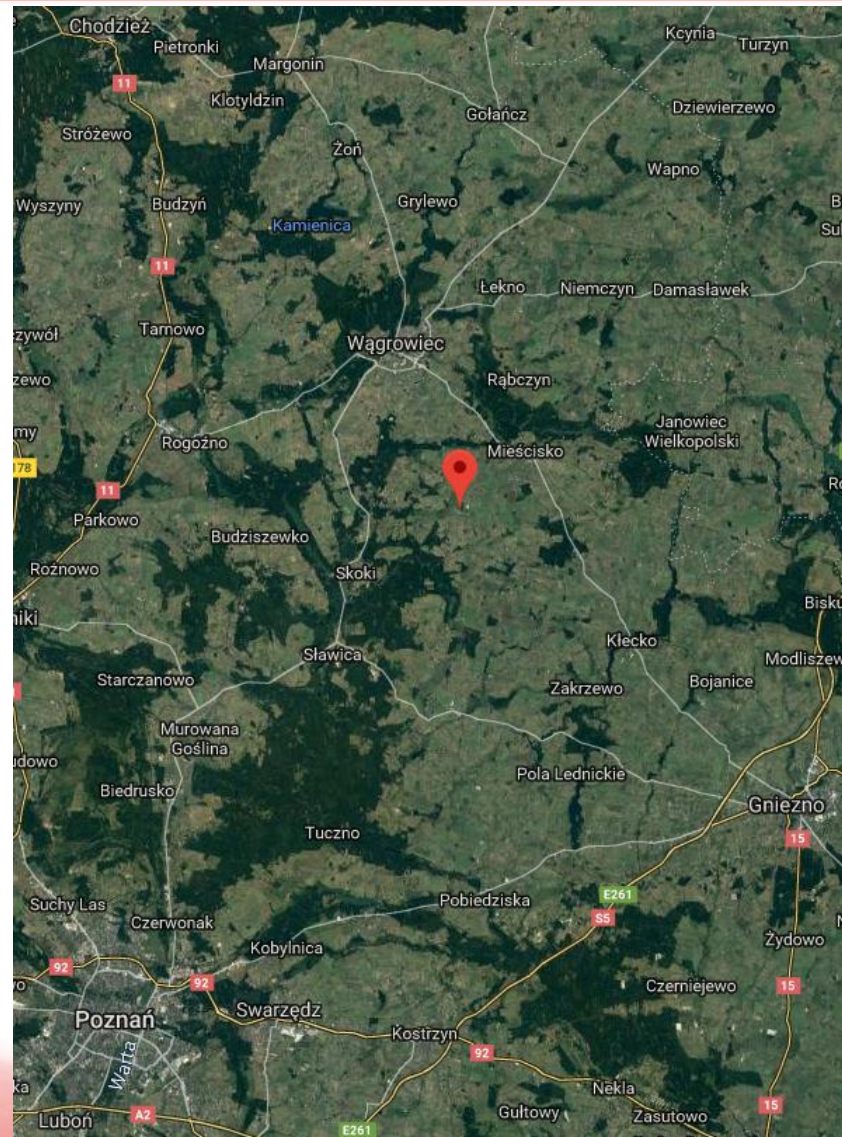 Chodzież
Pietronki
Kcynia
Turzyn
Margonin
11
Klotyldzin
Gołańcz
Dziewierzewo
Stróżewo
Żoń
Wapno
Wyszyny
Budzyń
Grylewo
Kamienica
11
Łekno
Niemczyn
Damasławek
Tarnowo
Wągrowiec
Rąbczyn
Janowiec
Wielkopolski
Rogoźno
Mieścisko
178
11
Parkowo
Budziszewko
Rożnowo
Skoki
Kłecko
Sławica
Starczanowo
Zakrzewo
Bojanice
Murowana
Goślina
Pola Lednickie
Biedrusko
Gniezno
Tuczno
15
E261
Pobiedziska
Suchy Las
S5
Czerwonak
Żydowo
Kobylnica
92
92
Czerniejewo
15
Swarzędz
Poznań
Kostrzyn
92
Warta
Nekla
Luboń
A2
Gułtowy
Zasutowo
15
E261